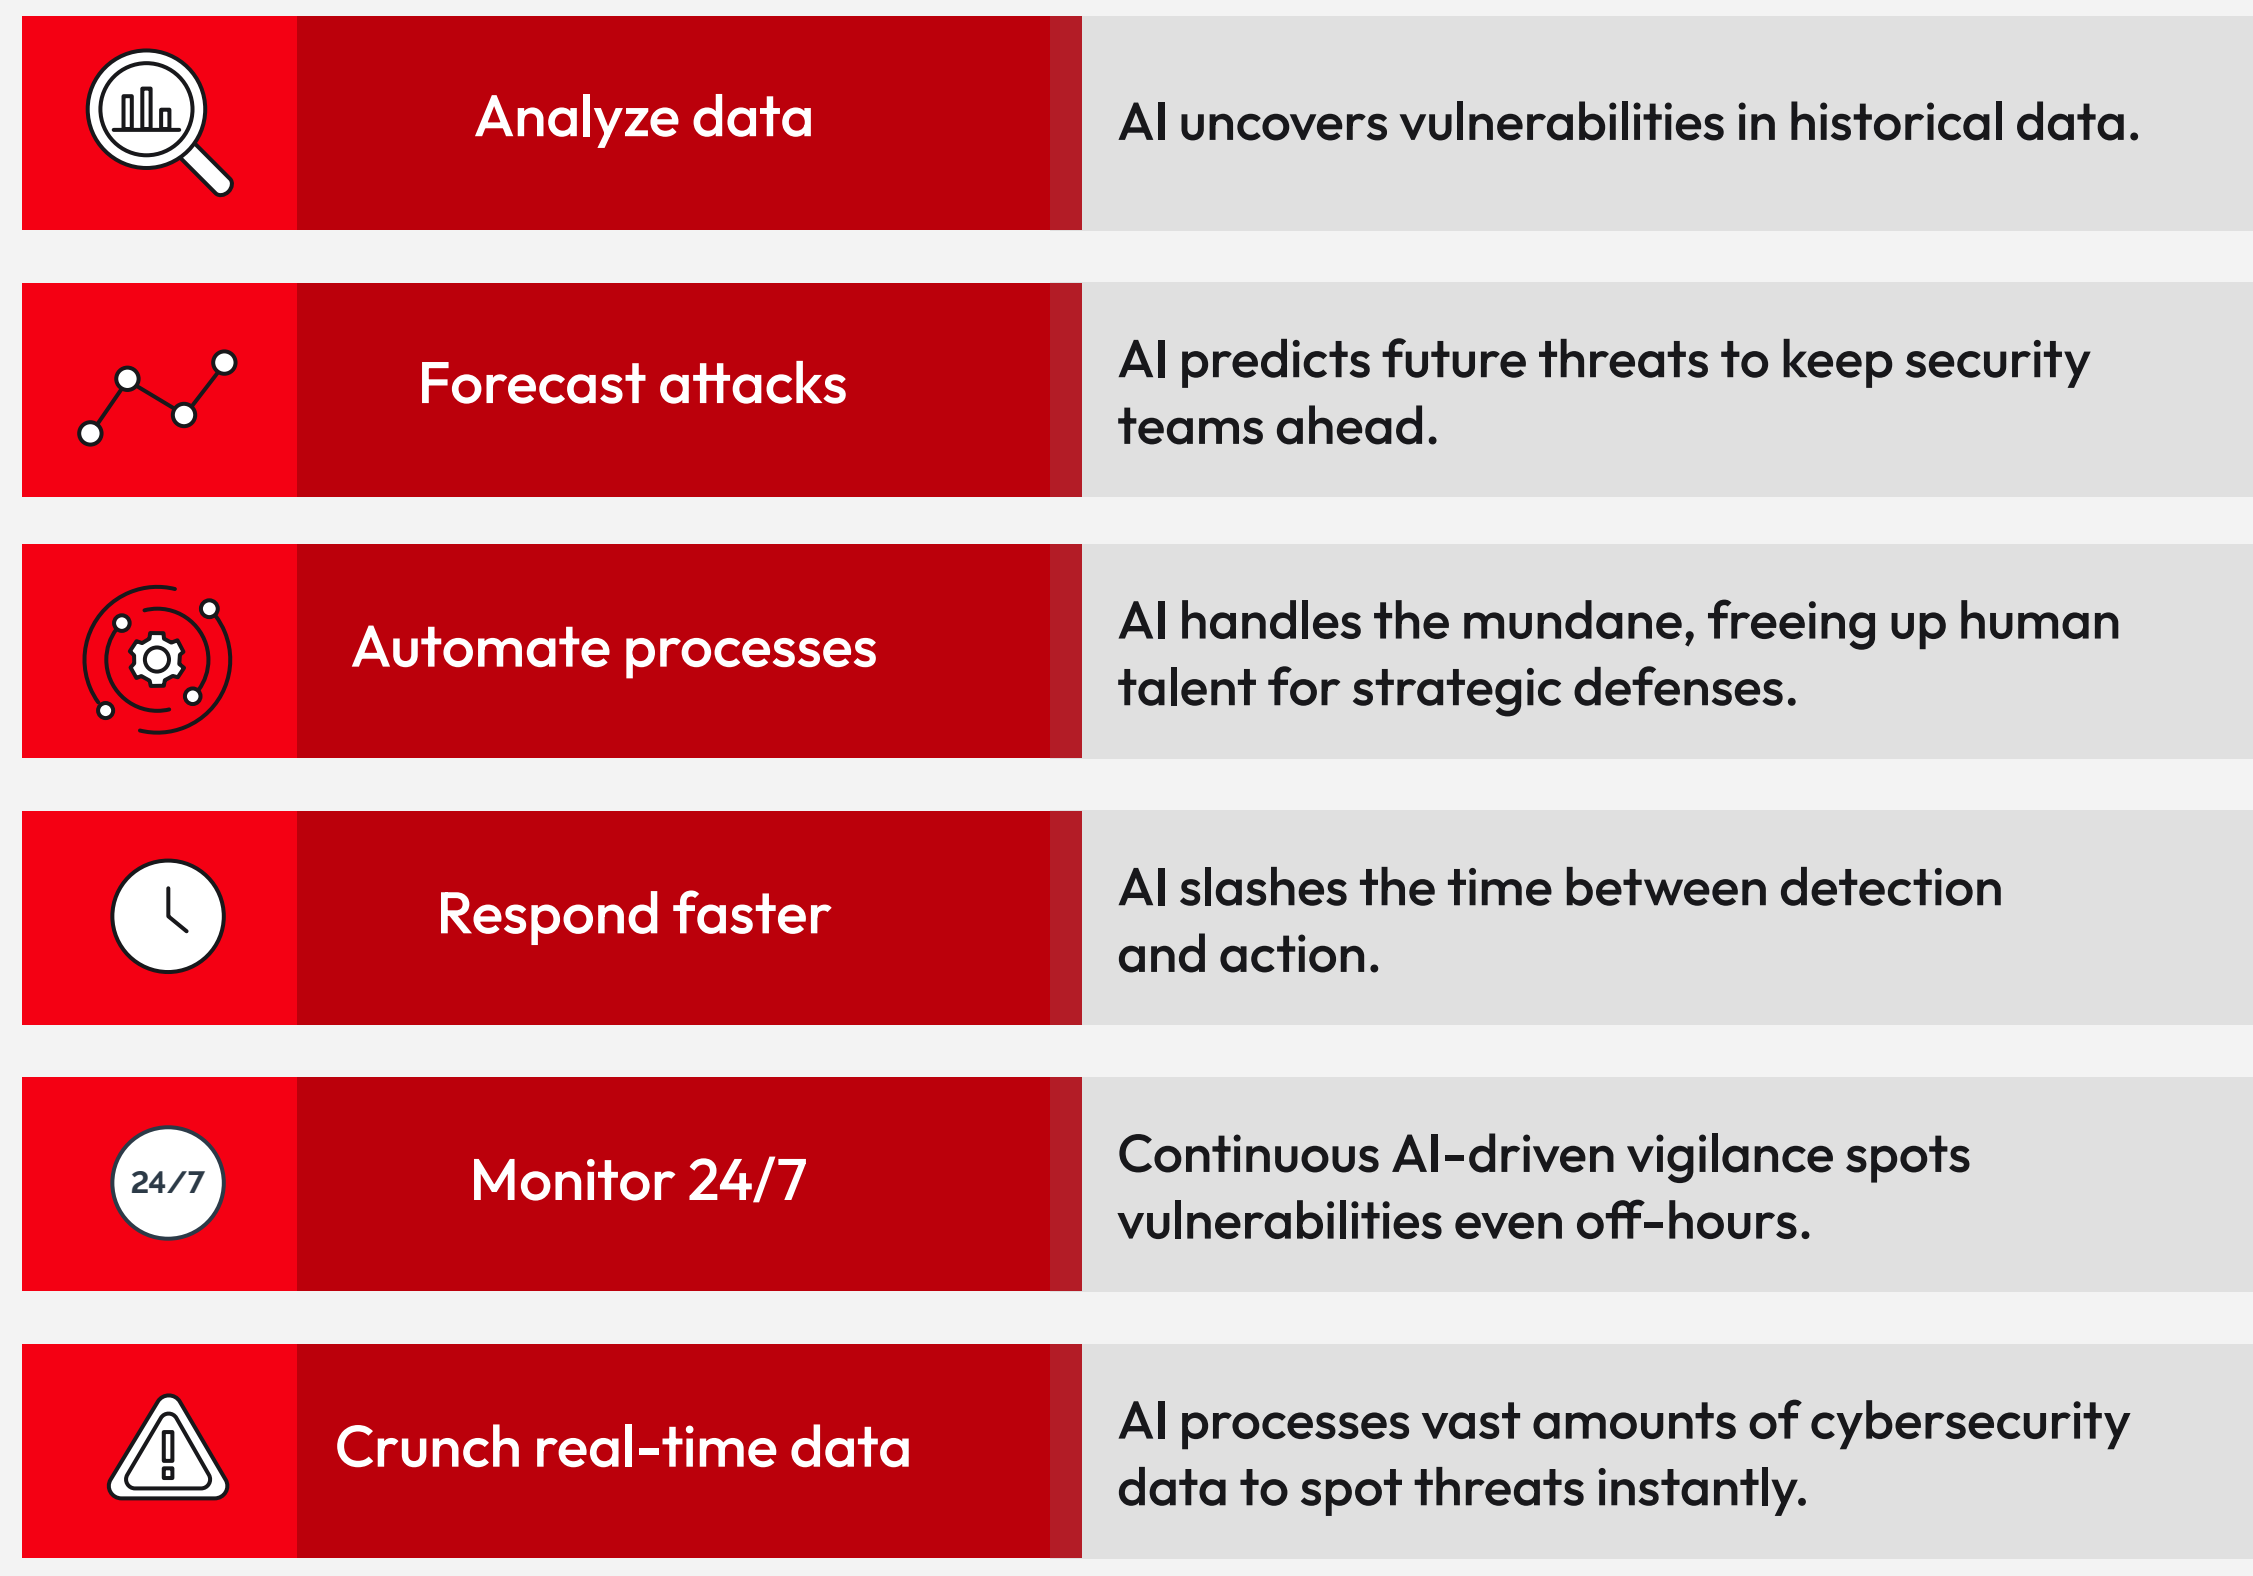 Analyze data
AI uncovers vulnerabilities in historical data.
Forecast attacks
AI predicts future threats to keep security
teams ahead.
Automate processes
AI handles the mundane, freeing up human
talent for strategic defenses.
Respond faster
AI slashes the time between detection
and action.
24/7
Monitor 24/7
Continuous AI-driven vigilance spots
vulnerabilities even off-hours.
Crunch real-time data
AI processes vast amounts of cybersecurity
data to spot threats instantly.